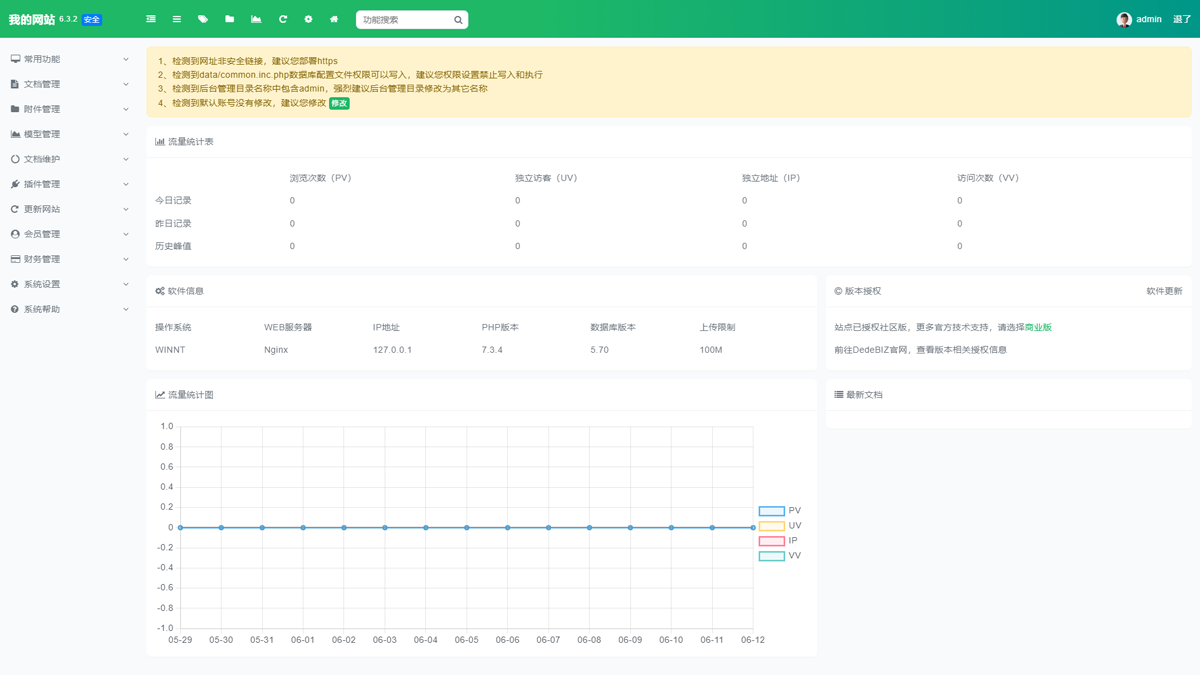 我的网站 6.3.2 安全
功能搜索
admin 退了
常用功能
文档管理
附件管理
模型管理
文档维护
插件管理
更新网站
会员管理
财务管理
系统设置
系统帮助
1、检测到网址非安全链接，建议您部署https
2、检测到data/common.inc.php数据库配置文件权限可以写入，建议您权限设置禁止写入和执行
3、检测到后台管理目录名称中包含admin，强烈建议后台管理目录修改为其它名称
4、检测到默认账号没有修改，建议您修改 修改
流量统计表
浏览次数（PV） 独立访客（UV） 独立地址（IP） 访问次数（VV）
今日记录 0 0 0 0
昨日记录 0 0 0 0
历史峰值 0 0 0 0
软件信息
操作系统 WEB服务器 IP地址 PHP版本 数据库版本 上传限制
WINNT Nginx 127.0.0.1 7.3.4 5.70 100M
版本授权 软件更新
站点已授权社区版，更多官方技术支持，请选择商业版
前往DedeBIZ官网，查看版本相关授权信息
流量统计图
1.0
0.8
0.6
0.4
0.2
0
-0.2
-0.4
-0.6
-0.8
-1.0
05-29 05-30 05-31 06-01 06-02 06-03 06-04 06-05 06-06 06-07 06-08 06-09 06-10 06-11 06-12
PV
UV
IP
VV
最新文档